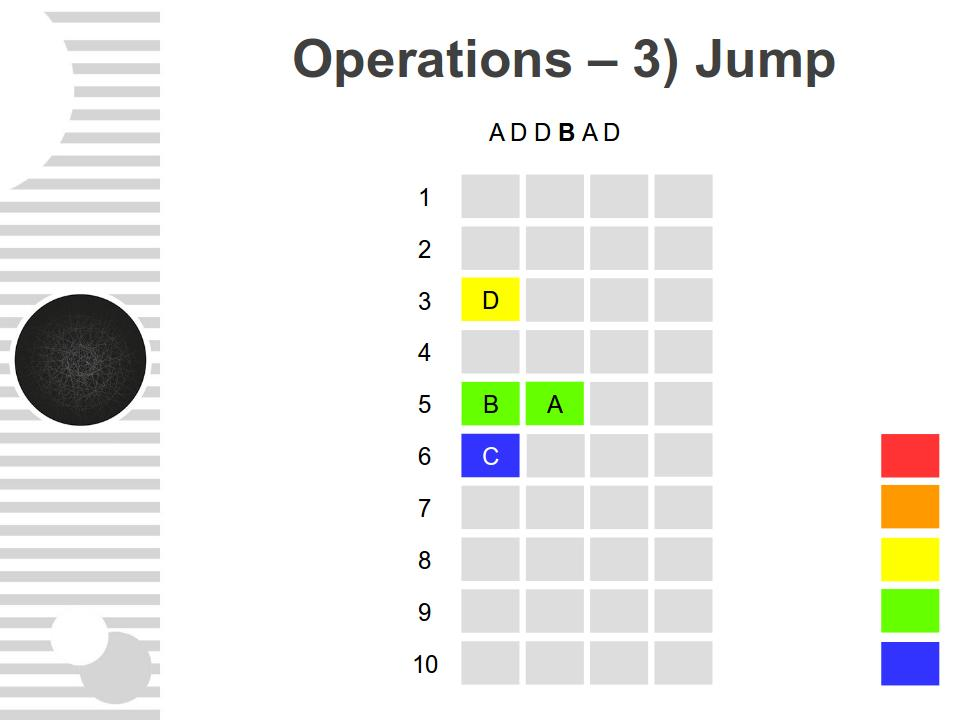 Operations – 3) Jump
A D D B A D
1
2
3 D
4
5 B A
6 C
7
8
9
10